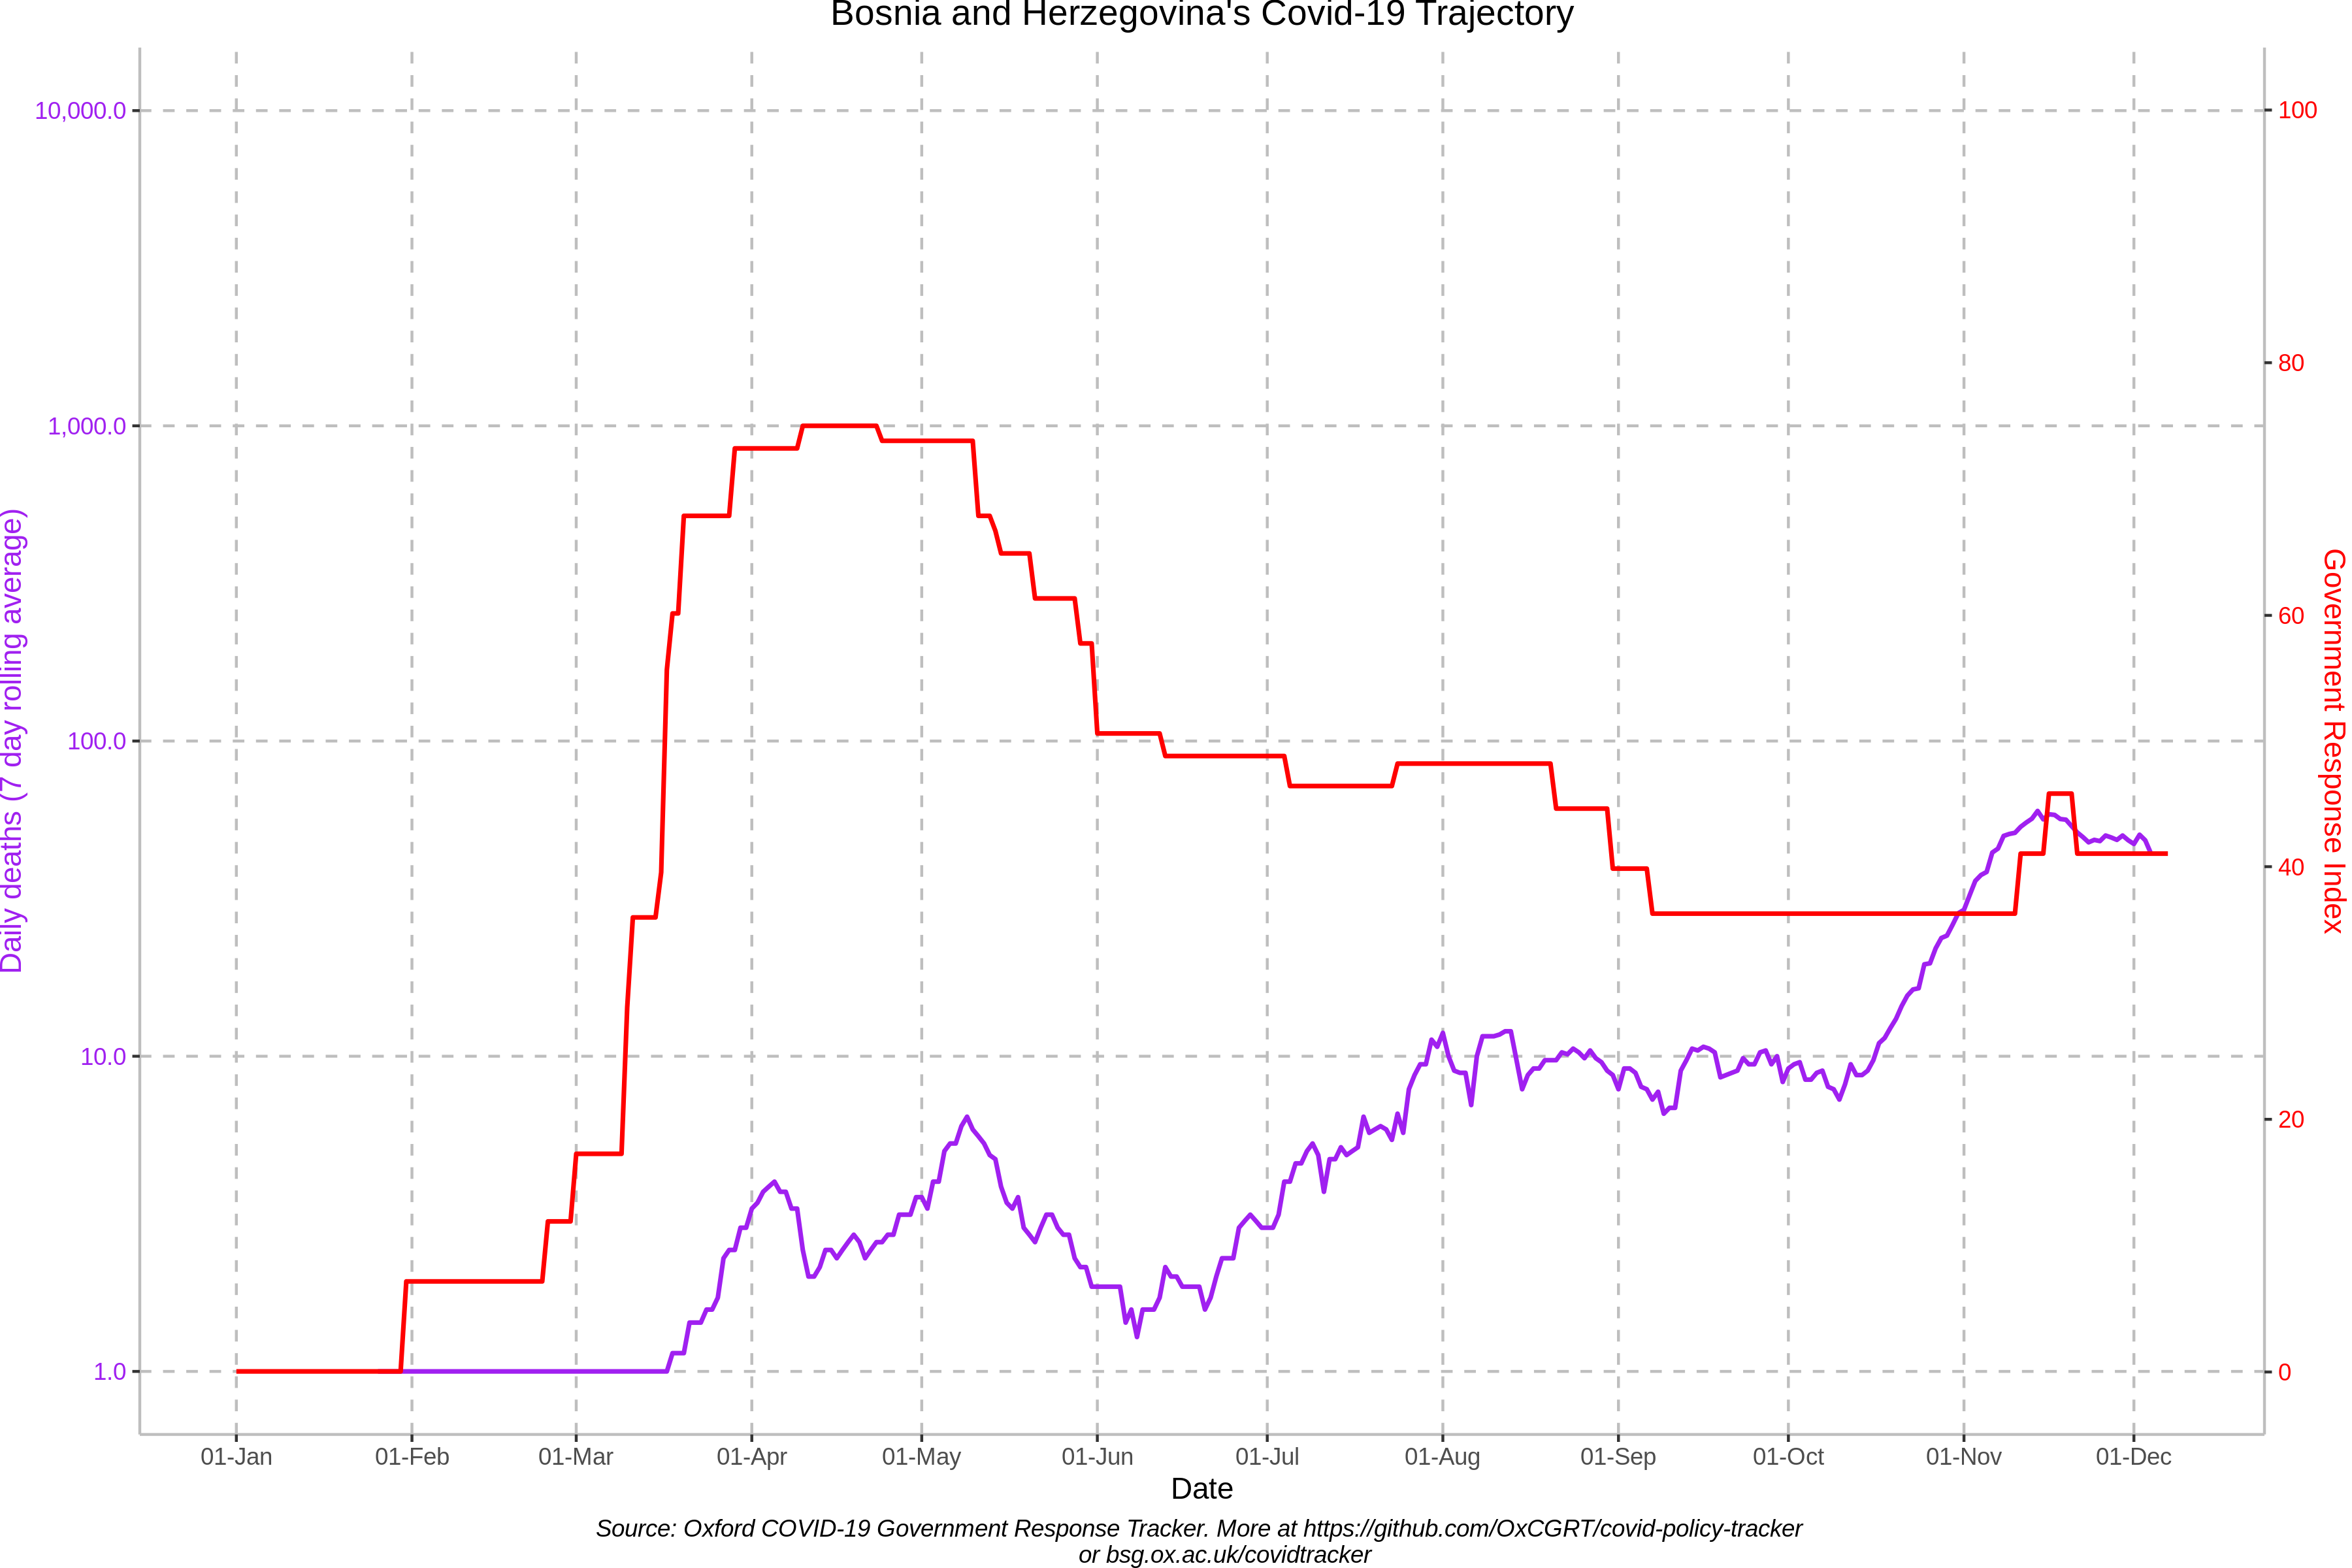 Bosnia and Herzegovina's Covid-19 Trajectory
Daily deaths (7 day rolling average)
10,000.0
1,000.0
100.0
10.0
1.0
100
80
60
40
20
0
Government Response Index
01-Jan
01-Feb
01-Mar
01-Apr
01-May
01-Jun
01-Jul
01-Aug
01-Sep
01-Oct
01-Nov
01-Dec
Date
Source: Oxford COVID-19 Government Response Tracker. More at https://github.com/OxCGRT/covid-policy-tracker
or bsg.ox.ac.uk/covidtracker